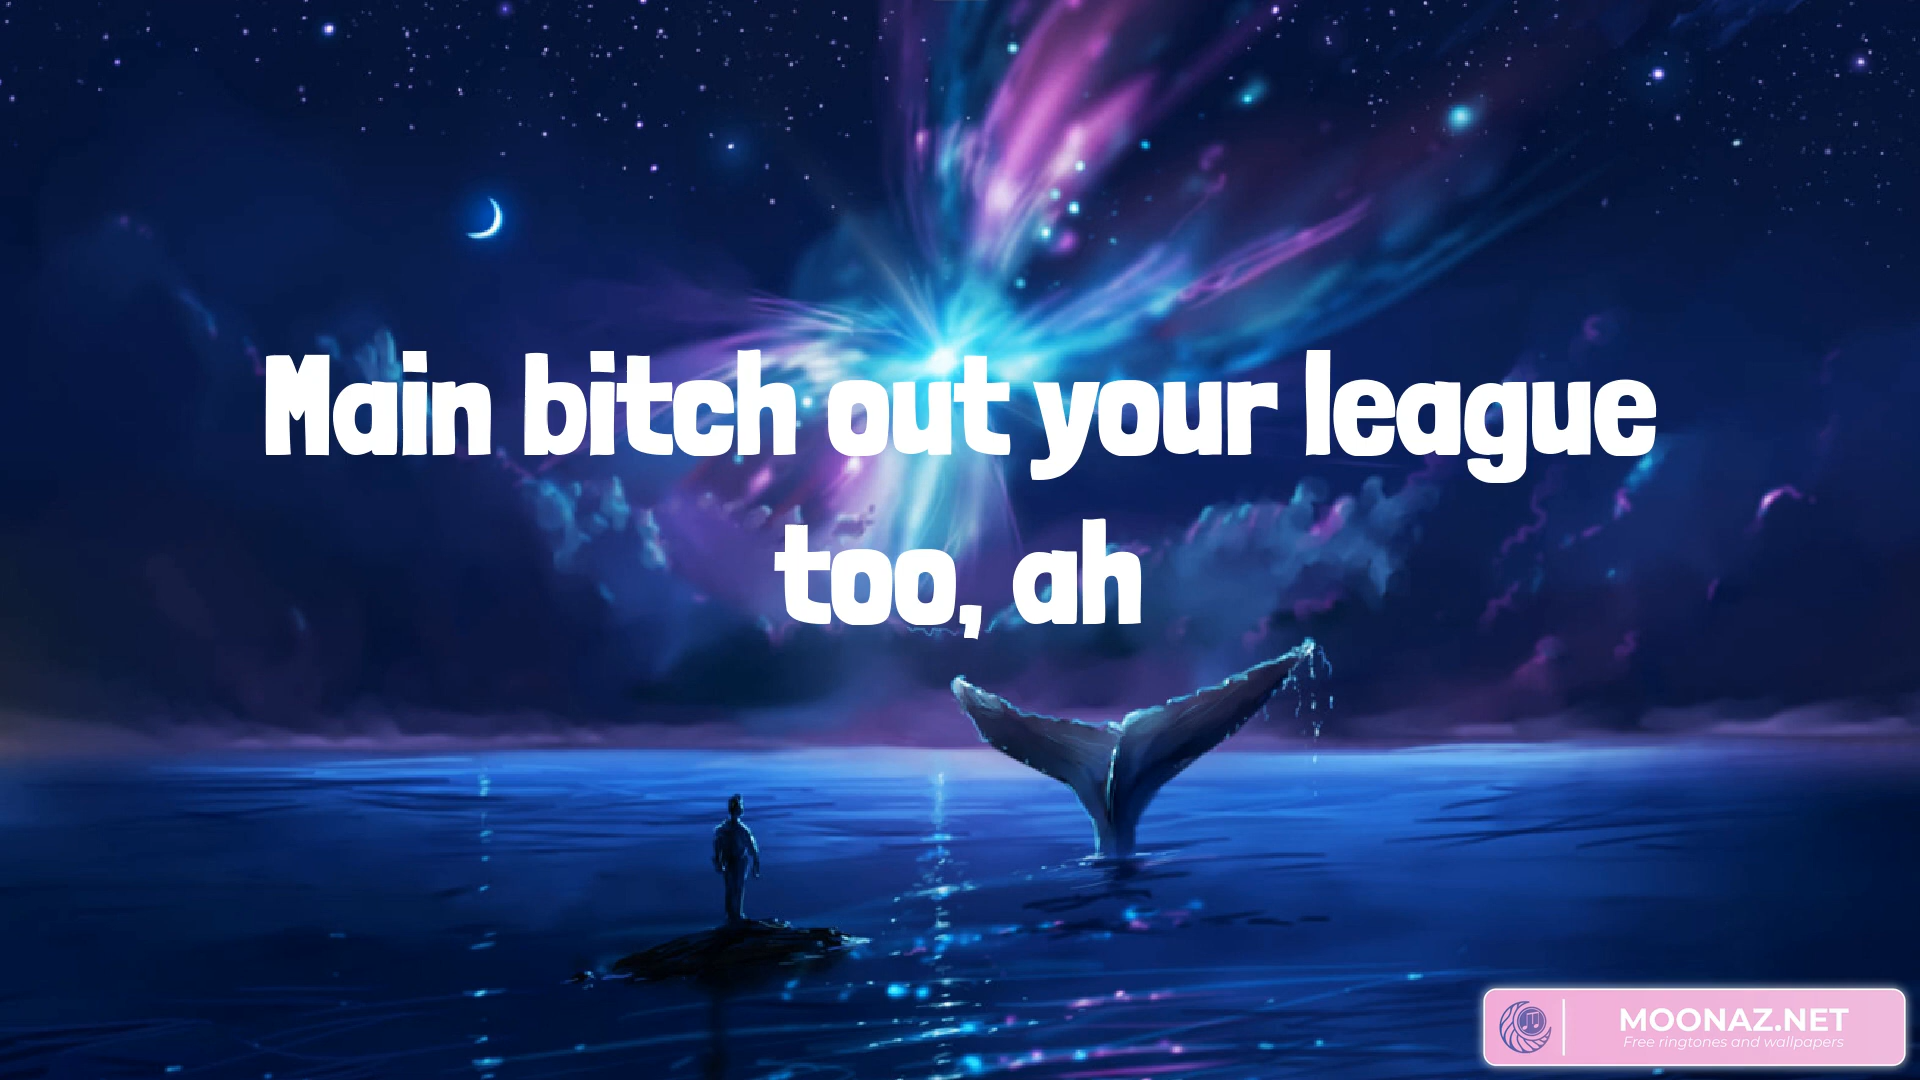 Main bitch out your league
too, ah
MOONAZ.NET
Free ringtones and wallpapers